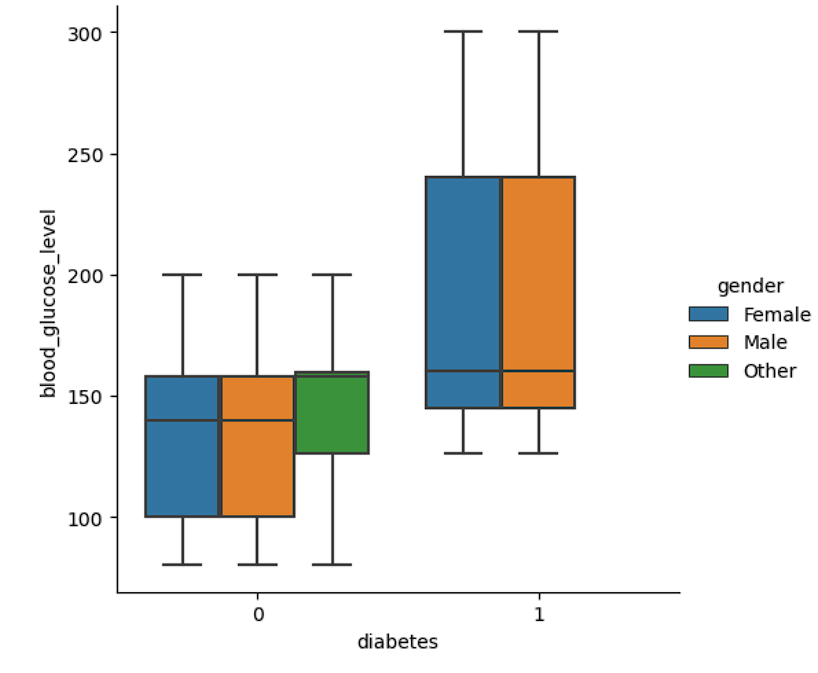 300
250
200
150
100
blood_glucose_level
0
1
diabetes
gender
Female
Male
Other